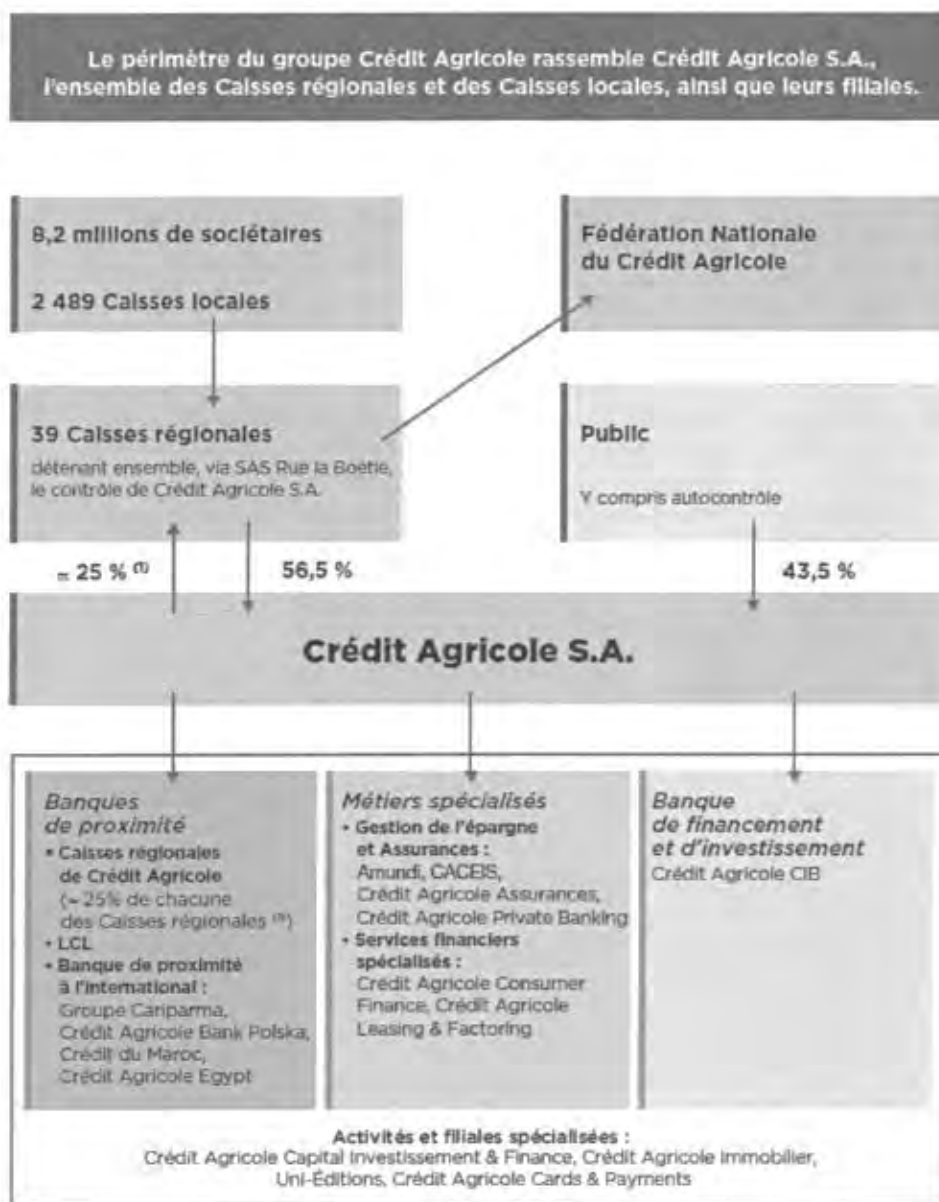 Le périmètre du groupe Crédit Agricole rassemble Crédit Agricole S.A.,
l'ensemble des Caisses régionales et des Caisses locales, ainsi que leurs filiales.
8,2 millions de sociétaires
2 489 Caisses locales
Fédération Nationale
du Crédit Agricole
39 Caisses régionales
détenant ensemble, via SAS Rue la Boétie,
le contrôle de Crédit Agricole S.A.
Public
Y compris autocontrôle
≈ 25 % (1)
56,5 %
43,5 %
Crédit Agricole S.A.
Banques
de proximité
• Caisses régionales
de Crédit Agricole
(≈ 25% de chacune
des Caisses régionales)
• LCL
• Banque de proximité
à l'international :
Groupe Cariparma,
Crédit Agricole Bank Polska,
Crédit du Maroc,
Crédit Agricole Egypt
Métiers spécialisés
• Gestion de l'épargne
et Assurances :
Amundi, CACEIS,
Crédit Agricole Assurances,
Crédit Agricole Private Banking
• Services financiers
spécialisés :
Crédit Agricole Consumer
Finance, Crédit Agricole
Leasing & Factoring
Banque
de financement
et d'investissement
Crédit Agricole CIB
Activités et filiales spécialisées :
Crédit Agricole Capital Investissement & Finance, Crédit Agricole Immobilier,
Uni-Éditions, Crédit Agricole Cards & Payments